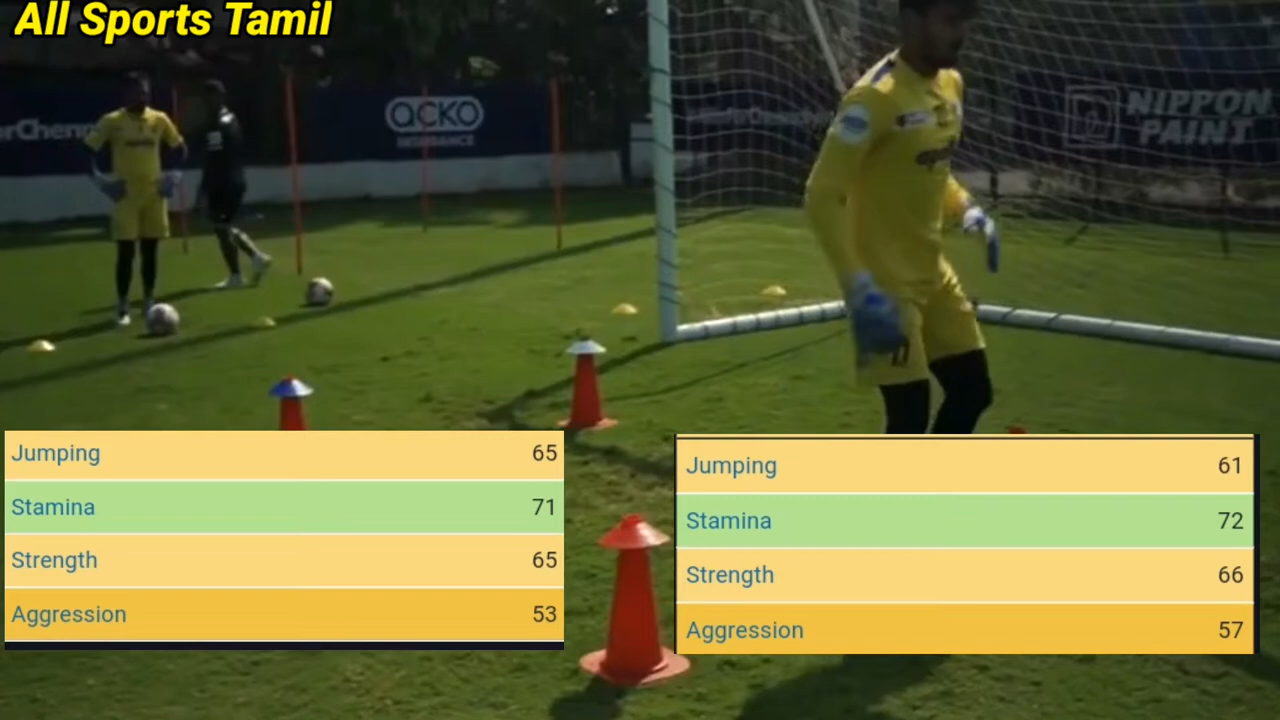 All Sports Tamil
acko
INSURANCE
NIPPON
PAINT
Jumping 65
Stamina 71
Strength 65
Aggression 53
Jumping 61
Stamina 72
Strength 66
Aggression 57